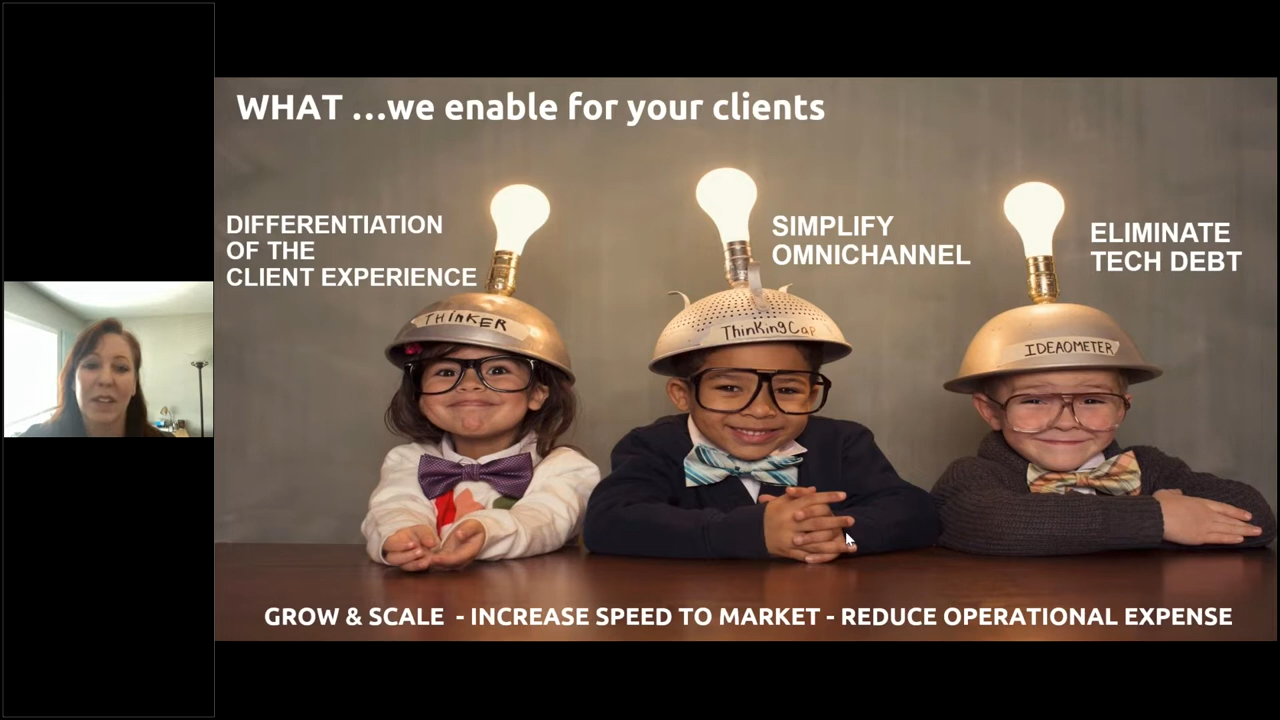 WHAT ...we enable for your clients
DIFFERENTIATION
OF THE
CLIENT EXPERIENCE
SIMPLIFY
OMNICHANNEL
ELIMINATE
TECH DEBT
THINKER
ThinkingCap
IDEAOMETER
GROW & SCALE - INCREASE SPEED TO MARKET - REDUCE OPERATIONAL EXPENSE